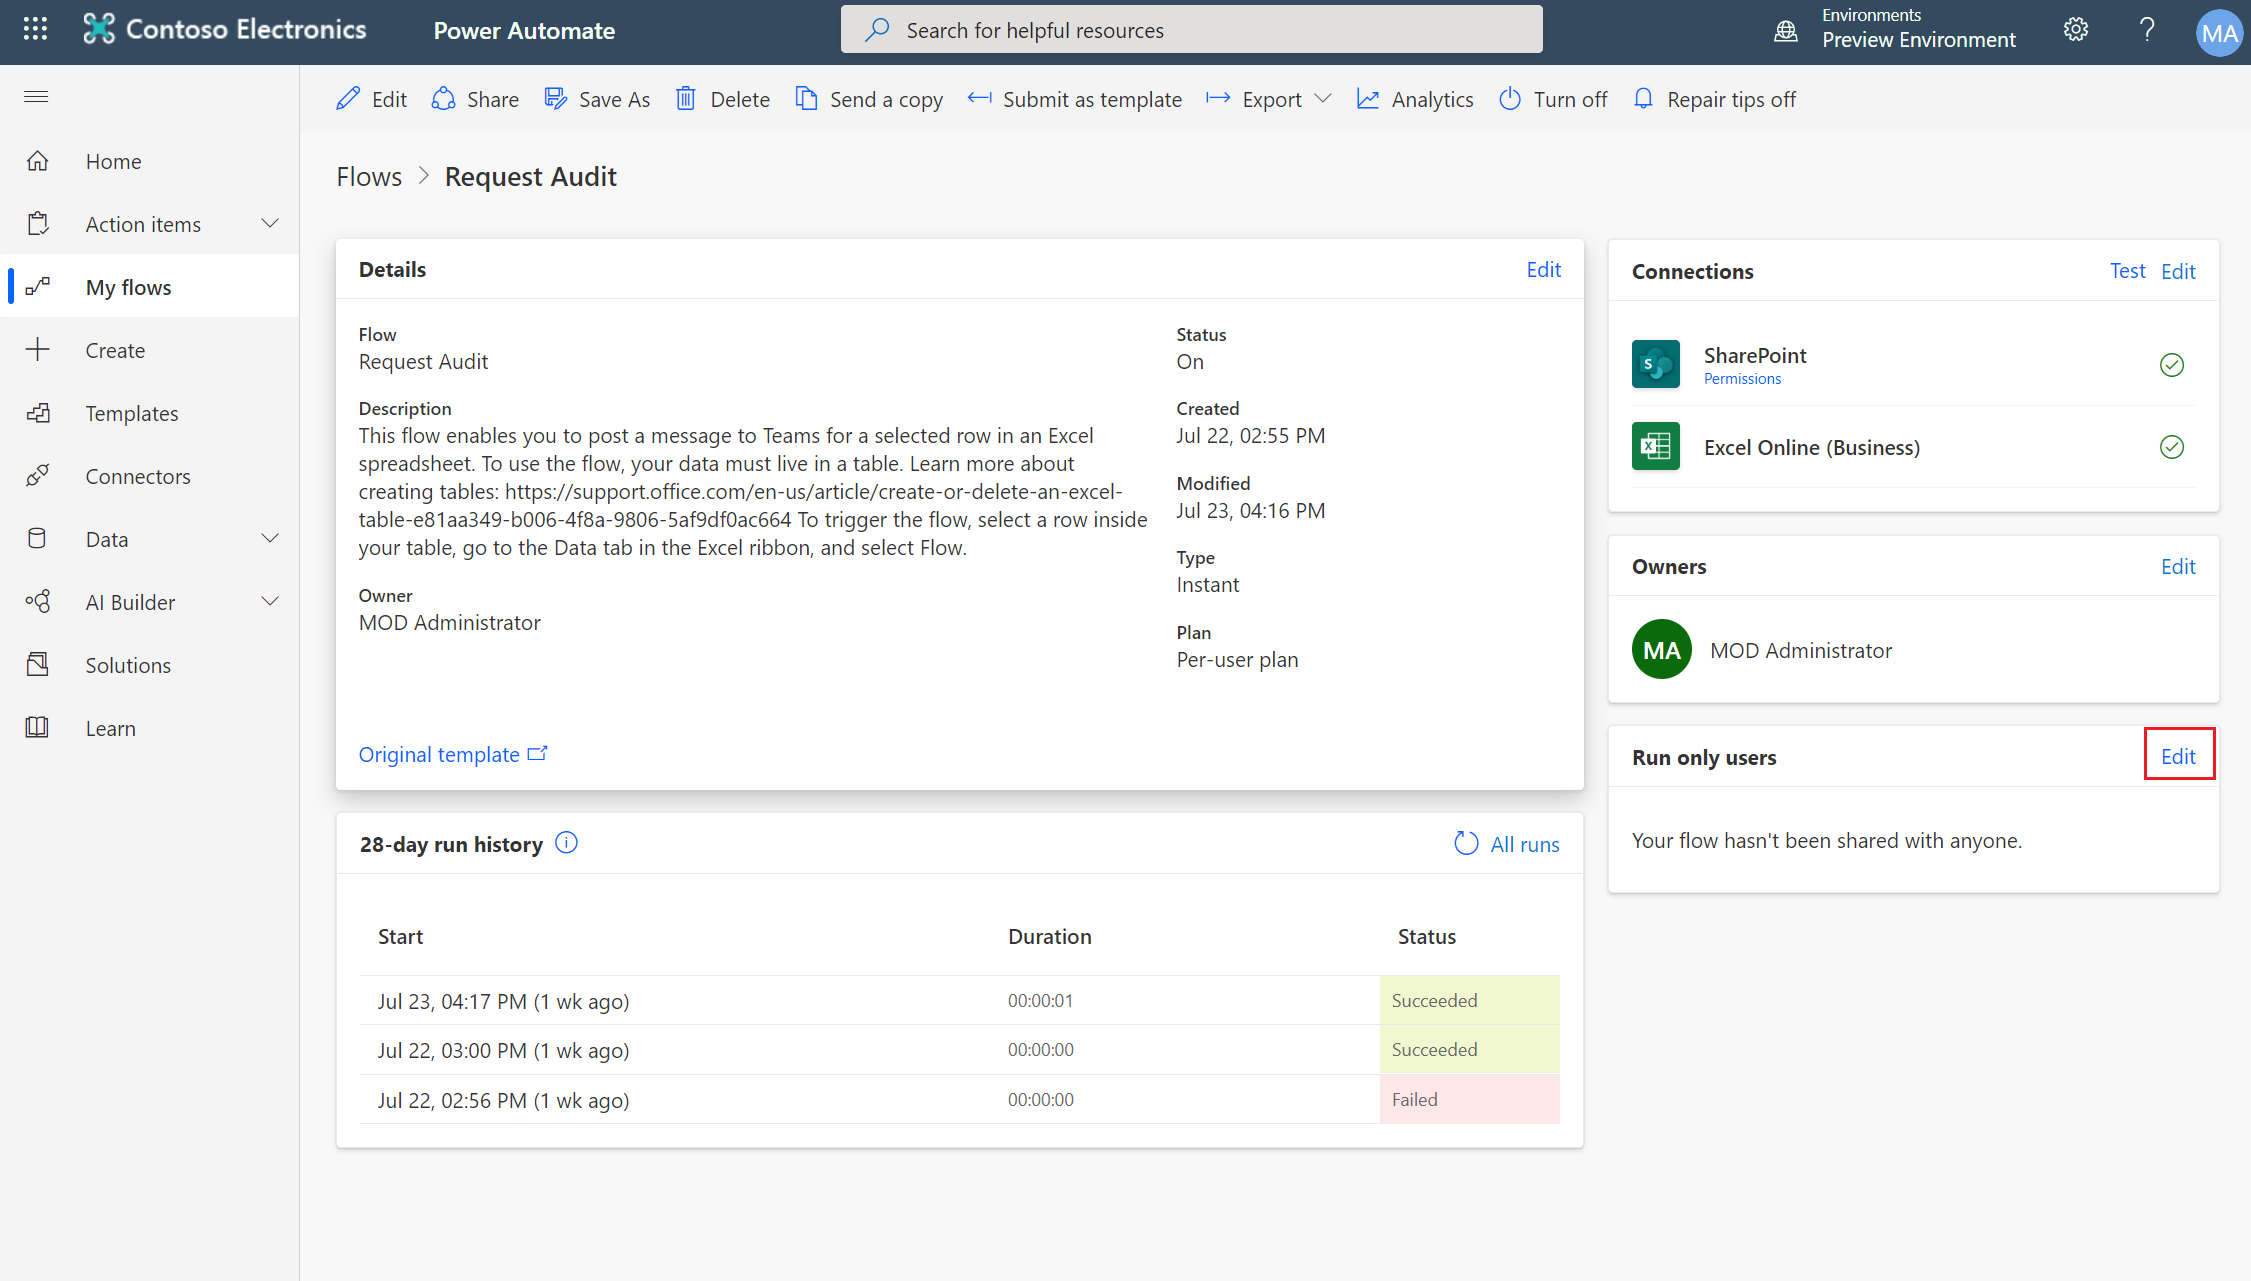 Contoso Electronics
Power Automate
Search for helpful resources
Environments
Preview Environment
?
MA
Edit
Share
Save As
Delete
Send a copy
Submit as template
Export
Analytics
Turn off
Repair tips off
Home
Action items
My flows
Create
Templates
Connectors
Data
AI Builder
Solutions
Learn
Flows > Request Audit
Details
Edit
Flow
Request Audit
Description
This flow enables you to post a message to Teams for a selected row in an Excel
spreadsheet. To use the flow, your data must live in a table. Learn more about
creating tables: https://support.office.com/en-us/article/create-or-delete-an-excel-
table-e81aa349-b006-4f8a-9806-5af9df0ac664 To trigger the flow, select a row inside
your table, go to the Data tab in the Excel ribbon, and select Flow.
Owner
MOD Administrator
Status
On
Created
Jul 22, 02:55 PM
Modified
Jul 23, 04:16 PM
Type
Instant
Plan
Per-user plan
Original template
28-day run history
All runs
Start Duration Status
Jul 23, 04:17 PM (1 wk ago) 00:00:01 Succeeded
Jul 22, 03:00 PM (1 wk ago) 00:00:00 Succeeded
Jul 22, 02:56 PM (1 wk ago) 00:00:00 Failed
Connections
Test Edit
S
SharePoint
Permissions
X
Excel Online (Business)
Owners
Edit
MA
MOD Administrator
Run only users
Edit
Your flow hasn't been shared with anyone.